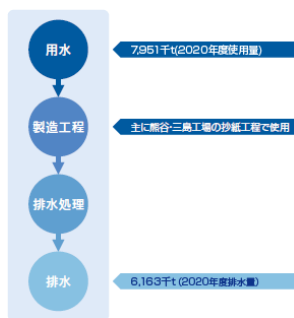 用水
7,951千t(2020年度使用量)
製造工程
主に熊谷・三島工場の抄紙工程で使用
排水処理
排水
6,163千t(2020年度排水量)